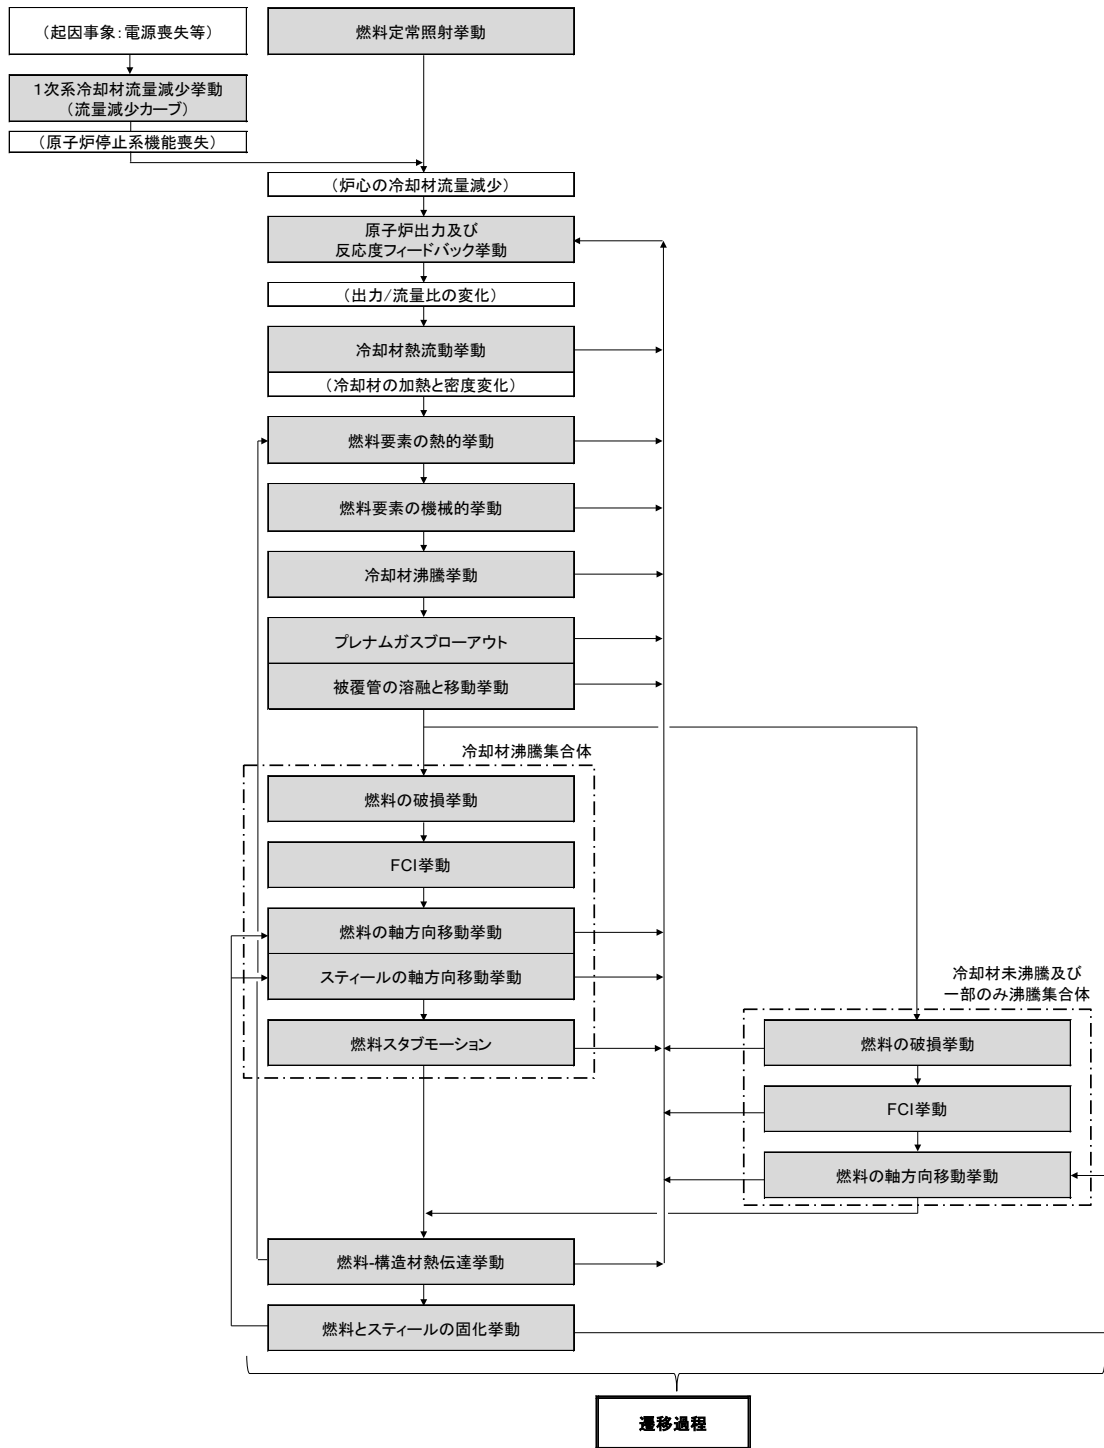 （起因事象：電源喪失等）
燃料定常照射挙動
1次系冷却材流量減少挙動
（流量減少カーブ）
（原子炉停止系機能喪失）
（炉心の冷却材流量減少）
原子炉出力及び
反応度フィードバック挙動
（出力/流量比の変化）
冷却材熱流動挙動
（冷却材の加熱と密度変化）
燃料要素の熱的挙動
燃料要素の機械的挙動
冷却材沸騰挙動
プレナムガスブローアウト
被覆管の溶融と移動挙動
冷却材沸騰集合体
燃料の破損挙動
FCI挙動
燃料の軸方向移動挙動
スティールの軸方向移動挙動
燃料スタブモーション
冷却材未沸騰及び
一部のみ沸騰集合体
燃料の破損挙動
FCI挙動
燃料の軸方向移動挙動
燃料-構造材熱伝達挙動
燃料とスティールの固化挙動
遷移過程